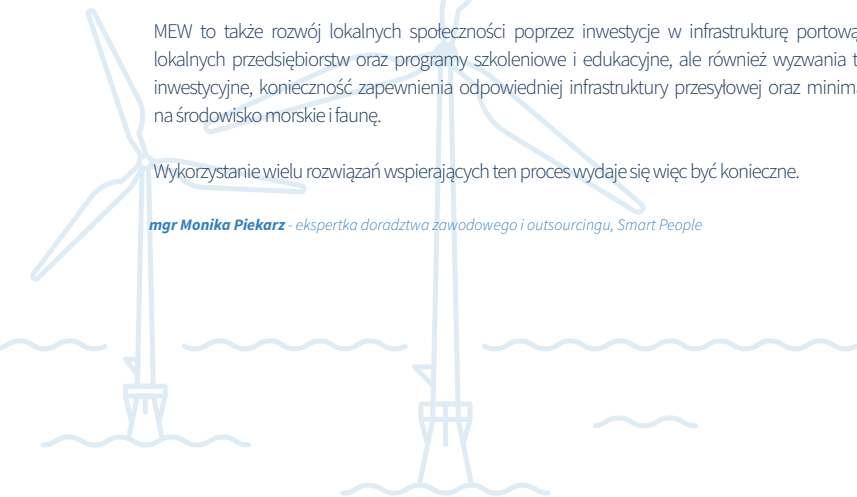 MEW to także rozwój lokalnych społeczności poprzez inwestycje w infrastrukturę portową
lokalnych przedsiębiorstw oraz programy szkoleniowe i edukacyjne, ale również wyzwania
inwestycyjne, konieczność zapewnienia odpowiedniej infrastruktury przesyłowej oraz
na środowisko morskie i faunę.
Wykorzystanie wielu rozwiązań wspierających ten proces wydaje się więc być konieczne.
mgr Monika Piekarz - ekspertka doradztwa zawodowego i outsourcingu, Smart People